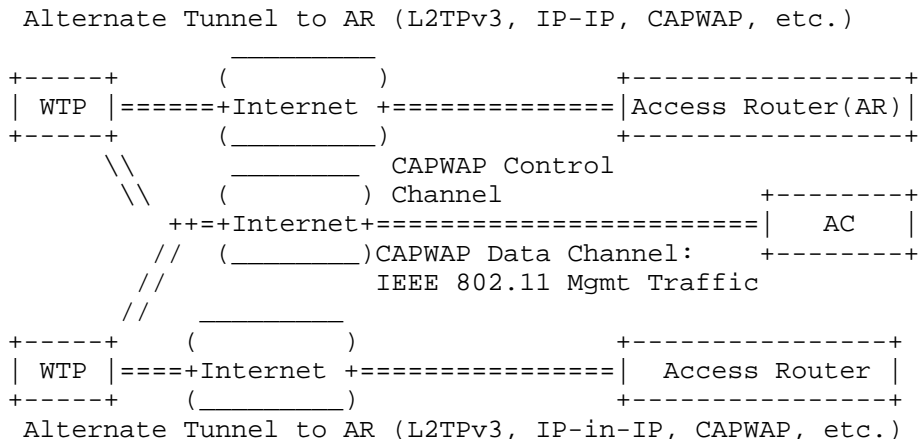 Alternate Tunnel to AR (L2TPv3, IP-IP, CAPWAP, etc.)
WTP Internet Access Router(AR)
CAPWAP Control
Channel
Internet AC
CAPWAP Data Channel:
IEEE 802.11 Mgmt Traffic
WTP Internet Access Router
Alternate Tunnel to AR (L2TPv3, IP-in-IP, CAPWAP, etc.)